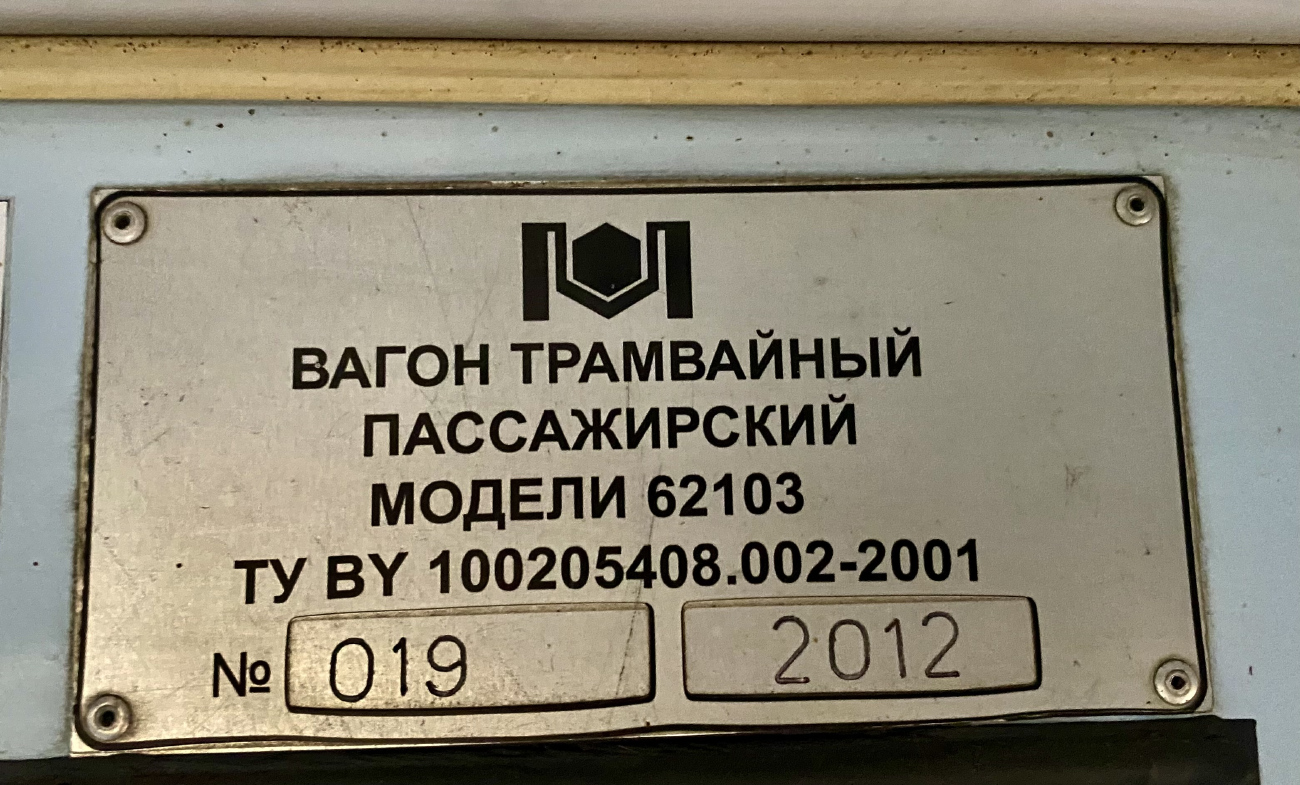 ВАГОН ТРАМВАЙНЫЙ
ПАССАЖИРСКИЙ
МОДЕЛИ 62103
ТУ BY 100205408.002-2001
№ 019 2012